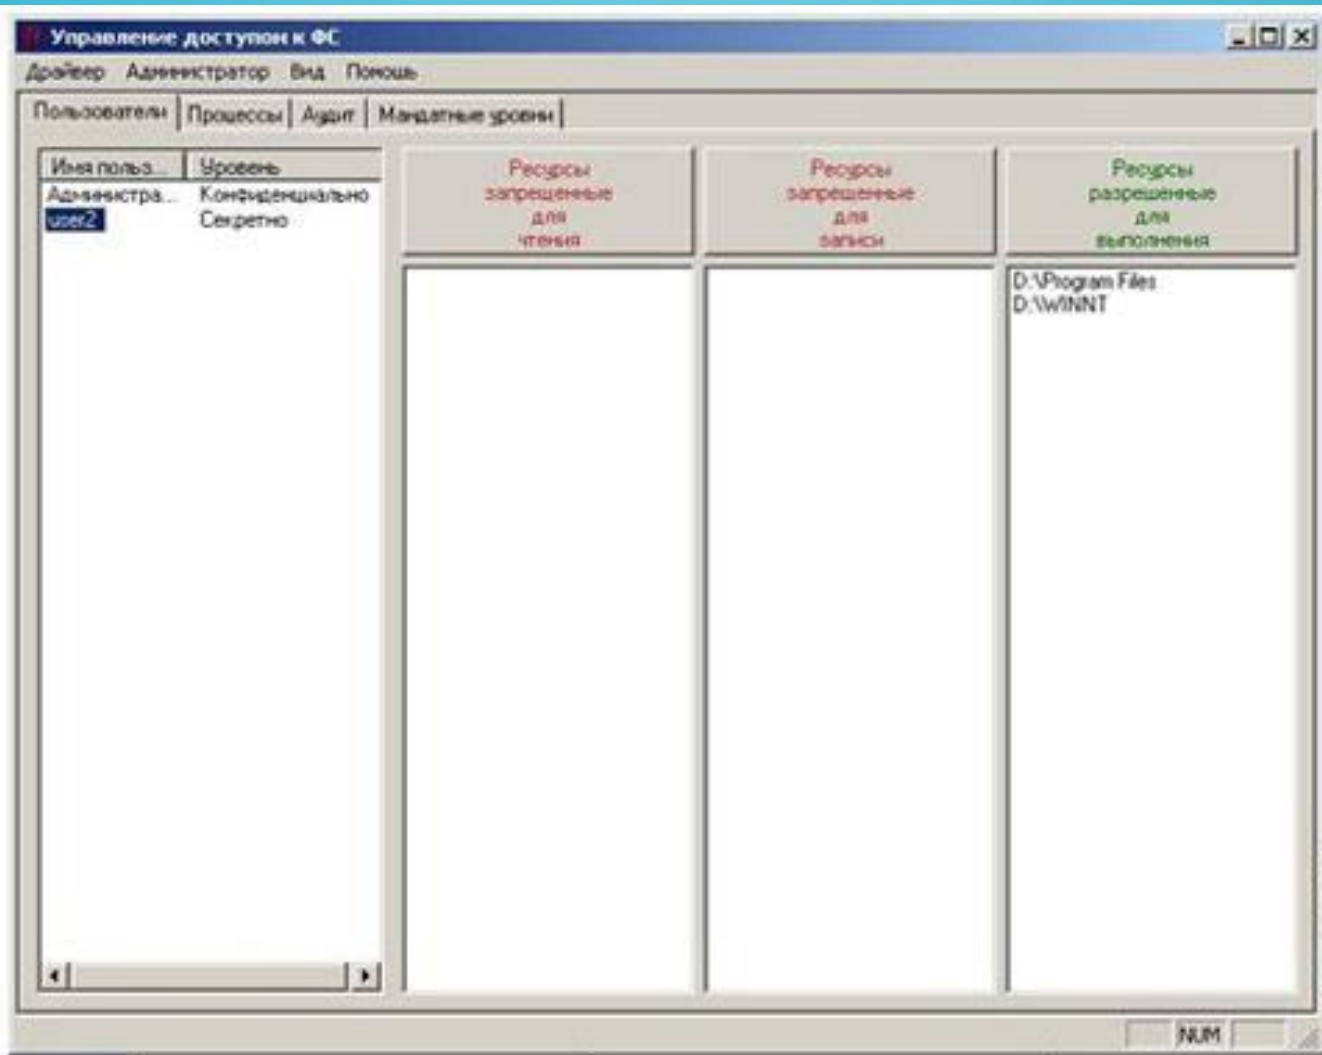 Управление доступом к ФС
Драйвер Администратор Вид Помощь
Пользователи Процессы Аудит Мандатные уровни
Имя польз... Уровень
Администра... Конфиденциально
user2 Секретно
Ресурсы
запрещенные
для
чтения
Ресурсы
запрещенные
для
записи
Ресурсы
разрешенные
для
выполнения
D:\Program Files
D:\WINNT
NUM